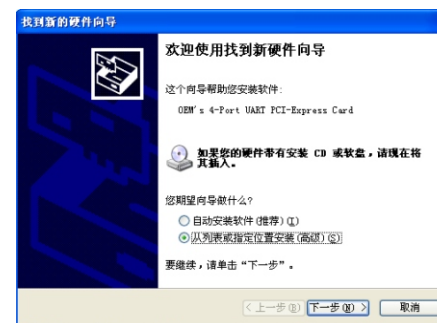 找到新的硬件向导
欢迎使用找到新硬件向导
这个向导帮助您安装软件:
OEM's 4-Port UART PCI-Express Card
如果您的硬件带有安装 CD 或软盘，请现在将
其插入。
您期望向导做什么?
自动安装软件(推荐)(I)
从列表或指定位置安装(高级)(S)
要继续，请单击“下一步”。
<上一步(B) 下一步(N)> 取消